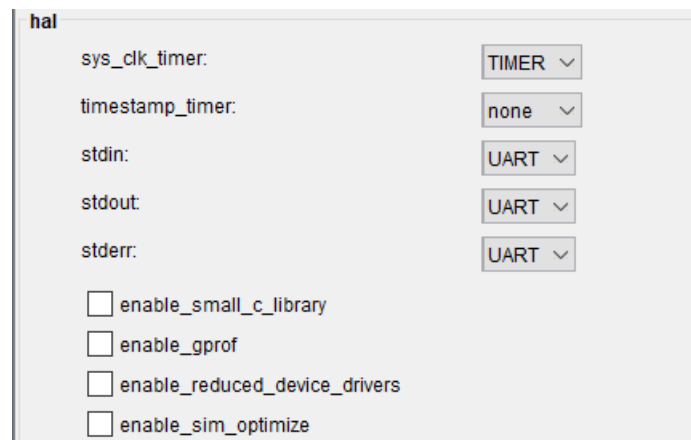 hal
sys_clk_timer: TIMER
timestamp_timer: none
stdin: UART
stdout: UART
stderr: UART
enable_small_c_library
enable_gprof
enable_reduced_device_drivers
enable_sim_optimize